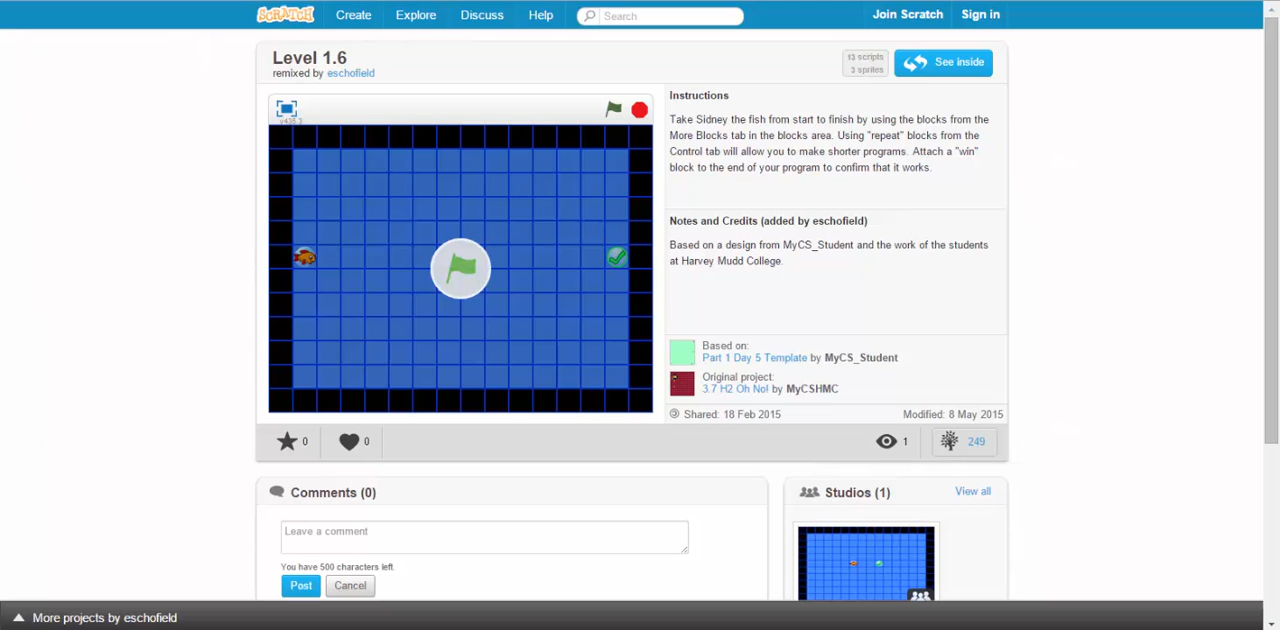 SCRATCH Create Explore Discuss Help Search Join Scratch Sign in
Level 1.6
remixed by eschofield
13 scripts
3 sprites
See inside
v435.3
Instructions
Take Sidney the fish from start to finish by using the blocks from the
More Blocks tab in the blocks area. Using "repeat" blocks from the
Control tab will allow you to make shorter programs. Attach a "win"
block to the end of your program to confirm that it works.
Notes and Credits (added by eschofield)
Based on a design from MyCS_Student and the work of the students
at Harvey Mudd College.
Based on:
Part 1 Day 5 Template by MyCS_Student
Original project:
3.7 H2 Oh No! by MyCSHMC
Shared: 18 Feb 2015 Modified: 8 May 2015
0 0 1 249
Comments (0)
Leave a comment
You have 500 characters left.
Post Cancel
Studios (1) View all
More projects by eschofield